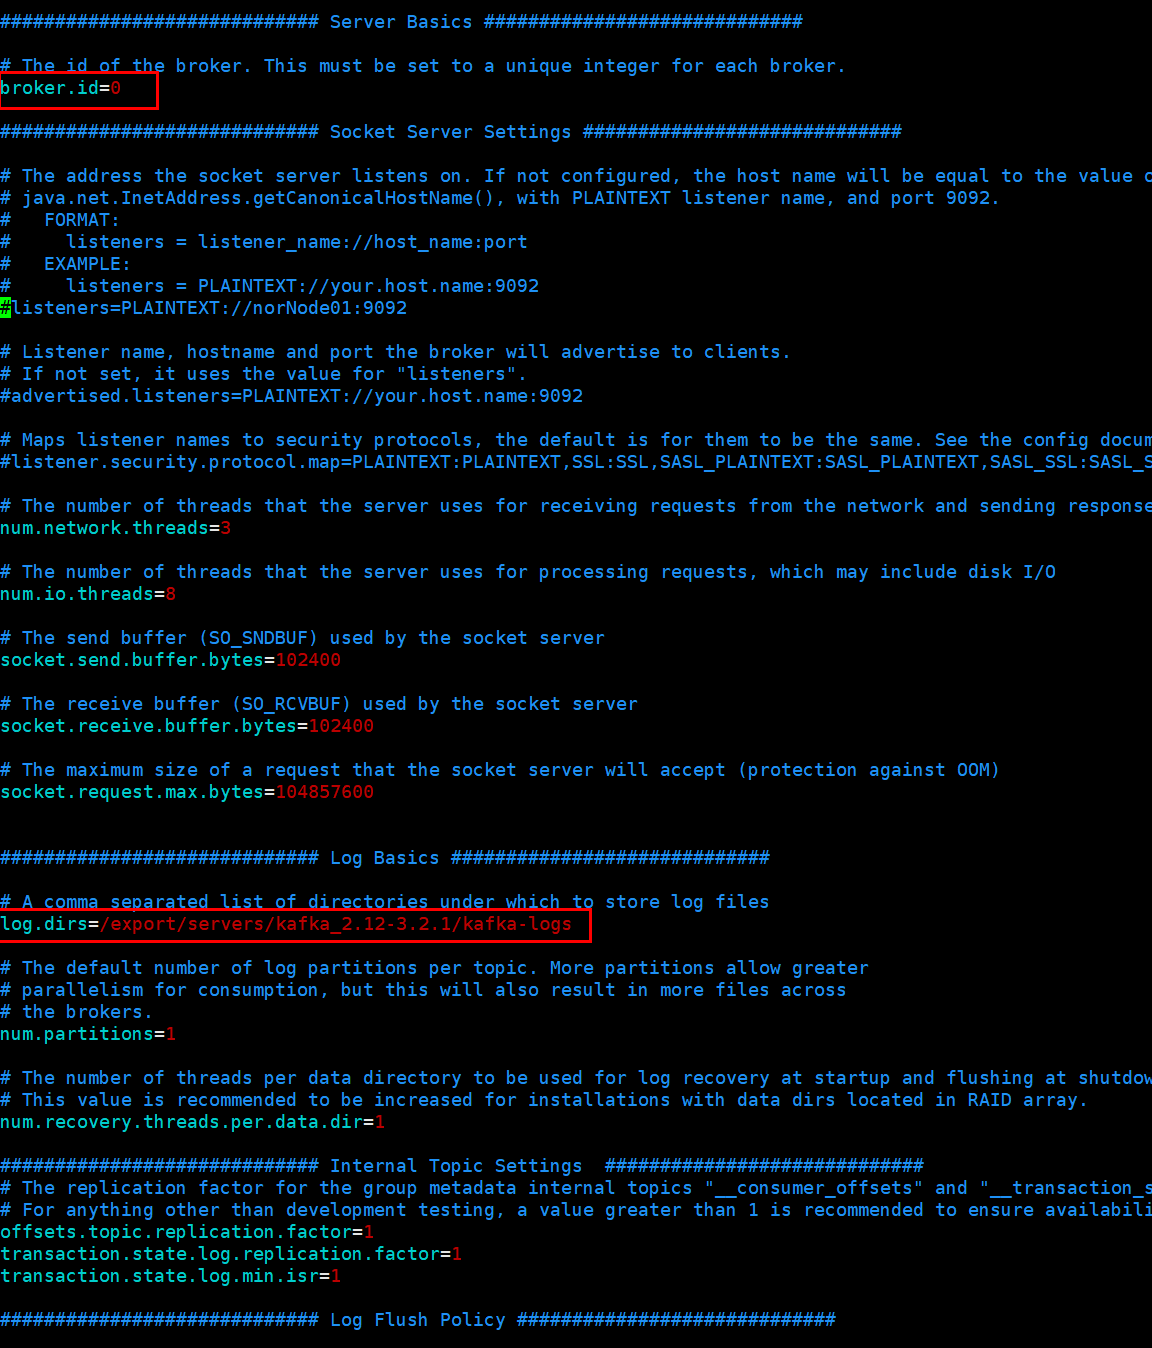 ############################# Server Basics #############################
# The id of the broker. This must be set to a unique integer for each broker.
broker.id=0
############################# Socket Server Settings #############################
# The address the socket server listens on. If not configured, the host name will be equal to the value
# java.net.InetAddress.getCanonicalHostName(), with PLAINTEXT listener name, and port 9092.
#   FORMAT:
#     listeners = listener_name://host_name:port
#   EXAMPLE:
#     listeners = PLAINTEXT://your.host.name:9092
#listeners=PLAINTEXT://norNode01:9092
# Listener name, hostname and port the broker will advertise to clients.
# If not set, it uses the value for "listeners".
#advertised.listeners=PLAINTEXT://your.host.name:9092
# Maps listener names to security protocols, the default is for them to be the same. See the config docum
#listener.security.protocol.map=PLAINTEXT:PLAINTEXT,SSL:SSL,SASL_PLAINTEXT:SASL_PLAINTEXT,SASL_SSL:SASL_S
# The number of threads that the server uses for receiving requests from the network and sending response
num.network.threads=3
# The number of threads that the server uses for processing requests, which may include disk I/O
num.io.threads=8
# The send buffer (SO_SNDBUF) used by the socket server
socket.send.buffer.bytes=102400
# The receive buffer (SO_RCVBUF) used by the socket server
socket.receive.buffer.bytes=102400
# The maximum size of a request that the socket server will accept (protection against OOM)
socket.request.max.bytes=104857600
############################# Log Basics #############################
# A comma separated list of directories under which to store log files
log.dirs=/export/servers/kafka_2.12-3.2.1/kafka-logs
# The default number of log partitions per topic. More partitions allow greater
# parallelism for consumption, but this will also result in more files across
# the brokers.
num.partitions=1
# The number of threads per data directory to be used for log recovery at startup and flushing at shutdow
# This value is recommended to be increased for installations with data dirs located in RAID array.
num.recovery.threads.per.data.dir=1
############################# Internal Topic Settings  #############################
# The replication factor for the group metadata internal topics "__consumer_offsets" and "__transaction_s
# For anything other than development testing, a value greater than 1 is recommended to ensure availabili
offsets.topic.replication.factor=1
transaction.state.log.replication.factor=1
transaction.state.log.min.isr=1
############################# Log Flush Policy #############################